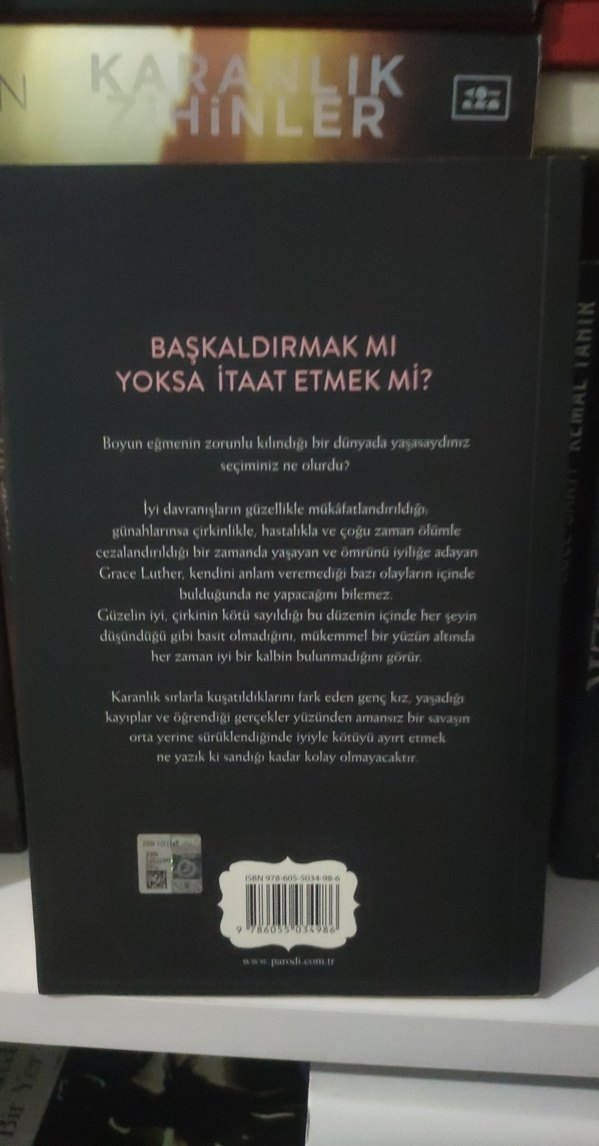 N
KARANLIK
ZİHİNLER
BAŞKALDIRMAK MI
YOKSA İTAAT ETMEK Mİ?
Boyun eğmenin zorunlu kılındığı bir dünyada yaşasaydınız
seçiminiz ne olurdu?
İyi davranışların güzellikle mükâfatlandırıldığı,
günahlarınsa çirkinlikle, hastalıkla ve çoğu zaman ölümle
cezalandırıldığı bir zamanda yaşayan ve ömrünü iyiliğe adayan
Grace Luther, kendini anlam veremediği bazı olayların içinde
bulduğunda ne yapacağını bilemez.
Güzelin iyi, çirkinin kötü sayıldığı bu düzenin içinde her şeyin
düşündüğü gibi basit olmadığını, mükemmel bir yüzün altında
her zaman iyi bir kalbin bulunmadığını görür.
Karanlık sırlarla kuşatıldıklarını fark eden genç kız, yaşadığı
kayıplar ve öğrendiği gerçekler yüzünden amansız bir savaşın
orta yerine sürüklendiğinde iyiyle kötüyü ayırt etmek
ne yazık ki sandığı kadar kolay olmayacaktır.
ISBN 978-605-5034-98-6
9 786055 034986
www.parodi.com.tr
KEMAL TAHİR
Bir